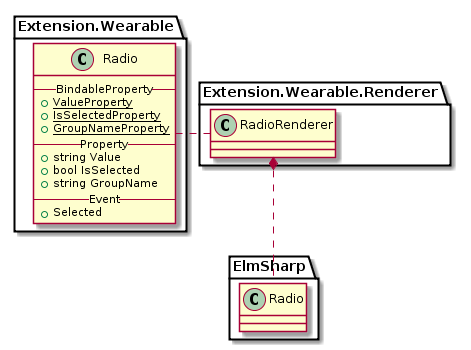 Extension.Wearable
C Radio
BindableProperty
ValueProperty
IsSelectedProperty
GroupNameProperty
Property
string Value
bool IsSelected
string GroupName
Event
Selected
Extension.Wearable.Renderer
C RadioRenderer
ElmSharp
C Radio